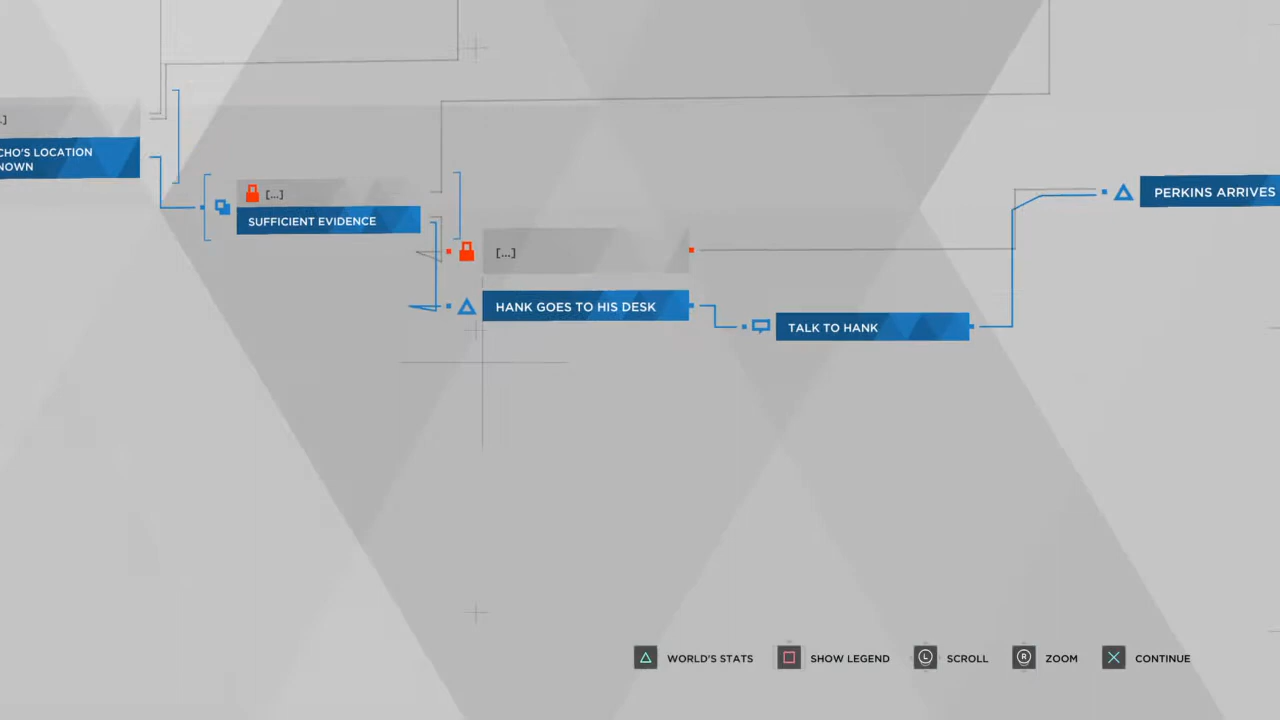 ..]
CHO'S LOCATION
NOWN
[...]
SUFFICIENT EVIDENCE
[...]
HANK GOES TO HIS DESK
TALK TO HANK
PERKINS ARRIVES
WORLD'S STATS
SHOW LEGEND
L
SCROLL
R
ZOOM
CONTINUE